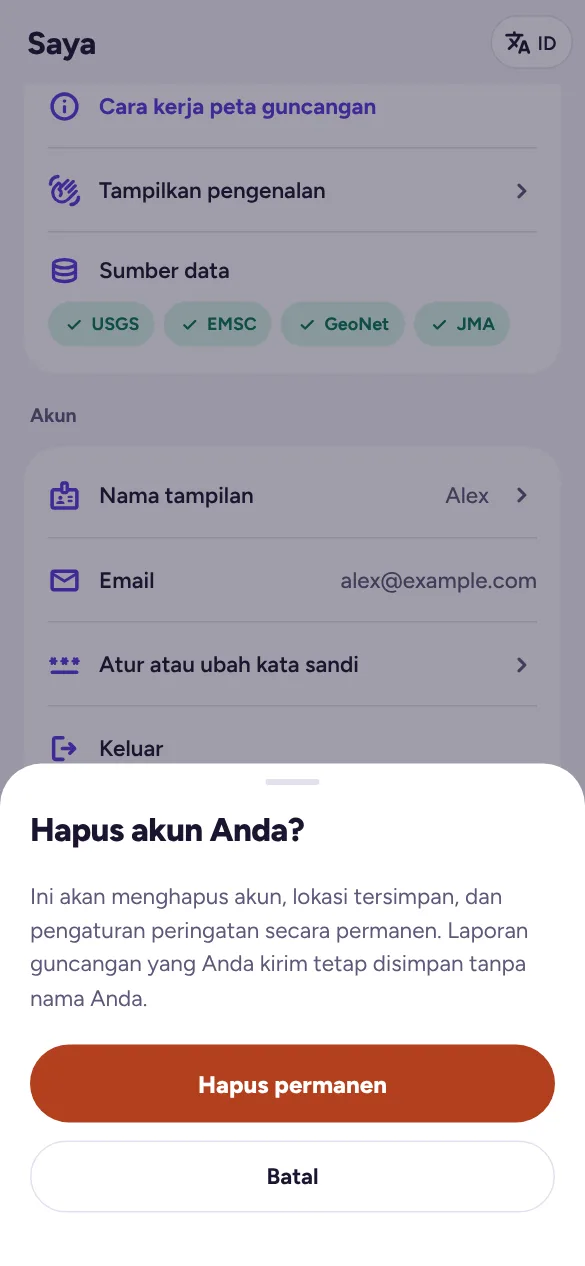 Saya
ID
Cara kerja peta guncangan
Tampilkan pengenalan
Sumber data
USGS
EMSC
GeoNet
JMA
Akun
Nama tampilan
Alex
Email
alex@example.com
Atur atau ubah kata sandi
Keluar
Hapus akun Anda?
Ini akan menghapus akun, lokasi tersimpan, dan
pengaturan peringatan secara permanen. Laporan
guncangan yang Anda kirim tetap disimpan tanpa
nama Anda.
Hapus permanen
Batal